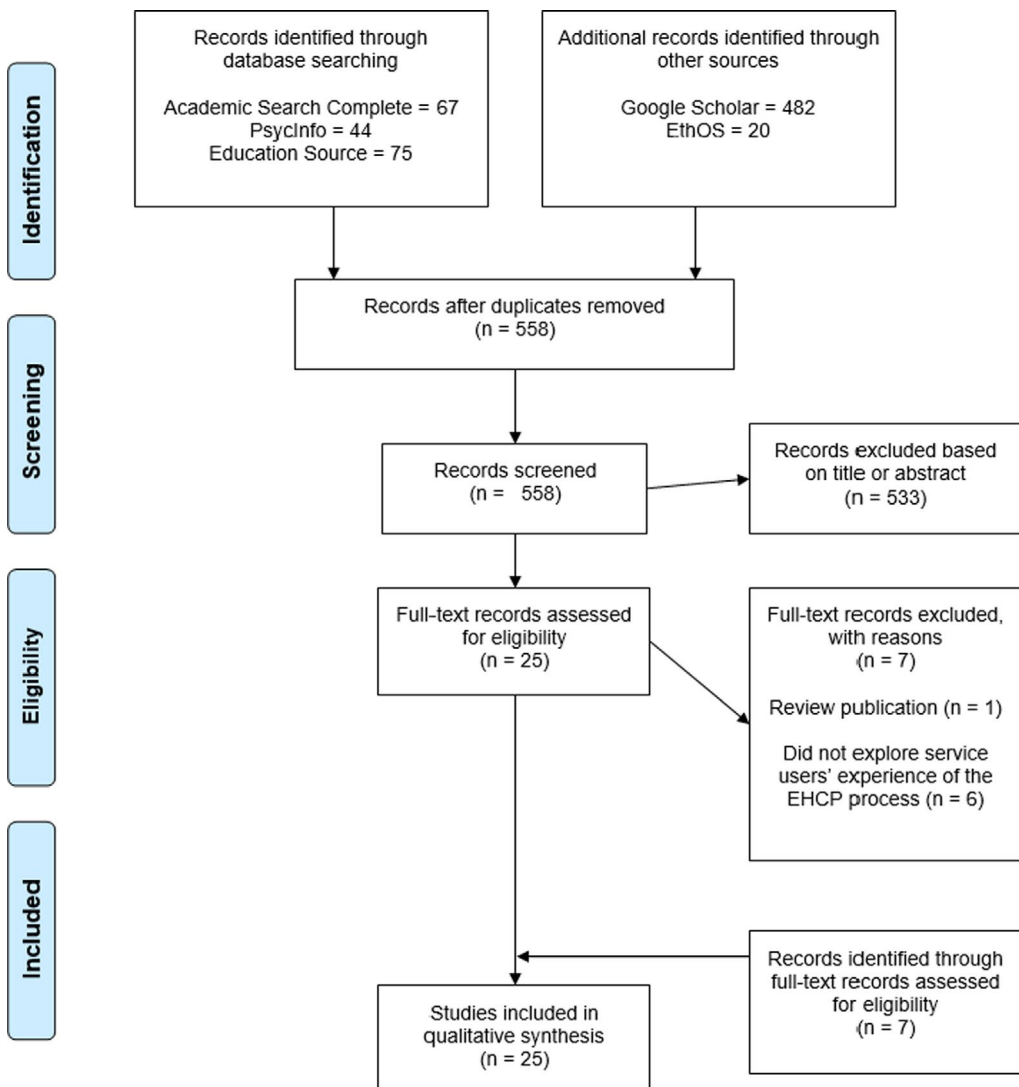 Identification
Records identified through
database searching
Academic Search Complete = 67
PsycInfo = 44
Education Source = 75
Additional records identified through
other sources
Google Scholar = 482
EthOS = 20
Records after duplicates removed
(n = 558)
Screening
Records screened
(n = 558)
Records excluded based
on title or abstract
(n = 533)
Eligibility
Full-text records assessed
for eligibility
(n = 25)
Full-text records excluded,
with reasons
(n = 7)
Review publication (n = 1)
Did not explore service
users' experience of the
EHCP process (n = 6)
Included
Records identified through
full-text records assessed
for eligibility
(n = 7)
Studies included in
qualitative synthesis
(n = 25)